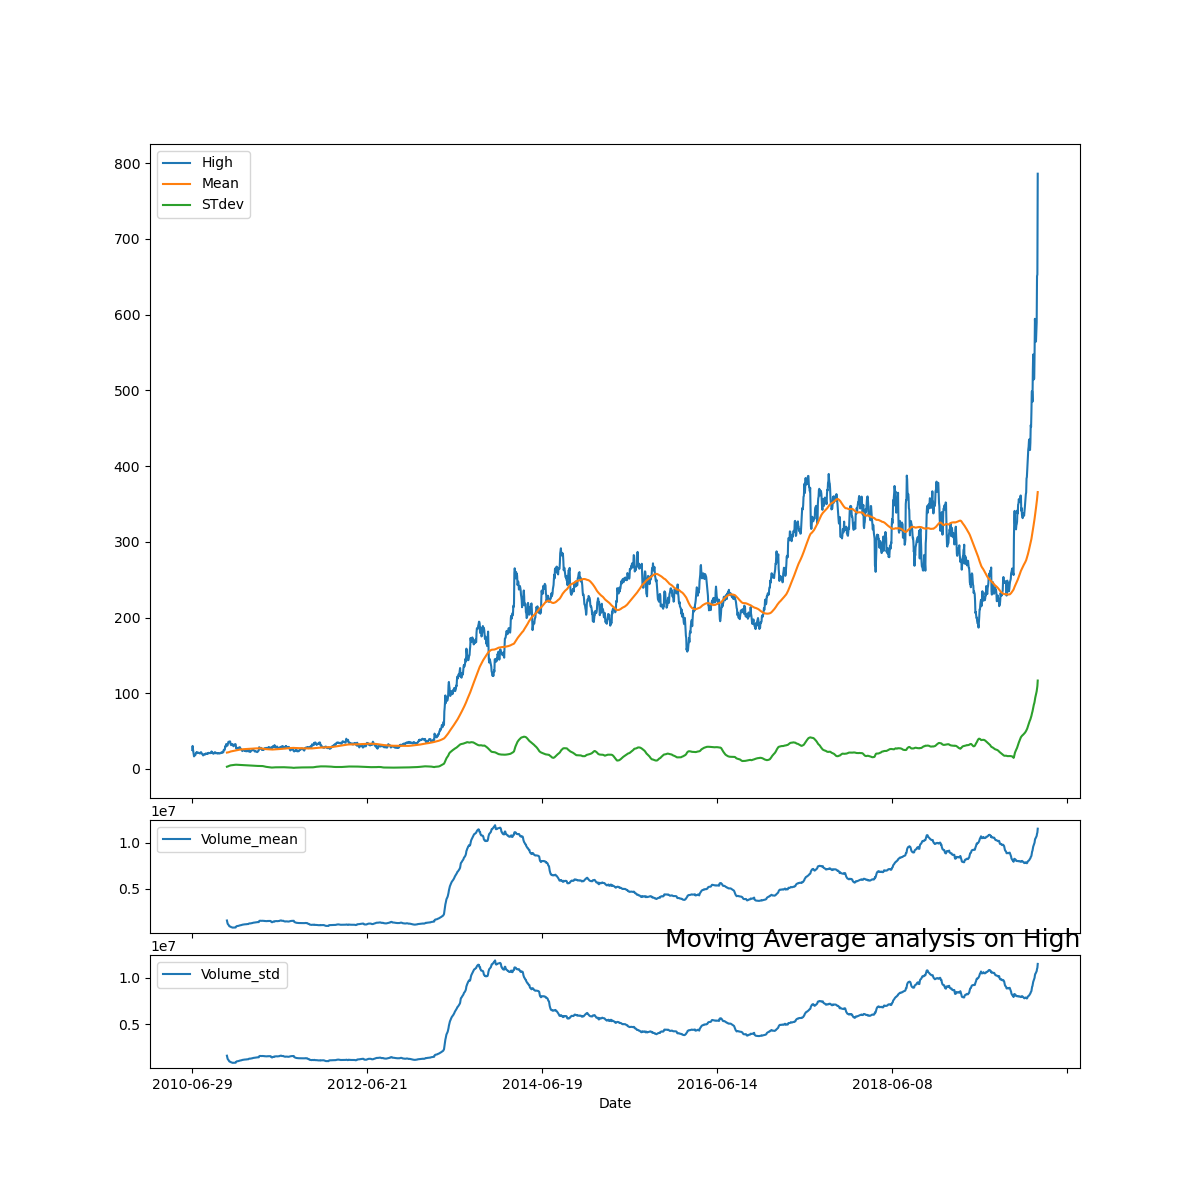 800
700
600
500
400
300
200
100
0
High
Mean
STdev
1e7
1.0
0.5
Volume_mean
Moving Average analysis on High
1e7
1.0
0.5
Volume_std
2010-06-29 2012-06-21 2014-06-19 2016-06-14 2018-06-08
Date